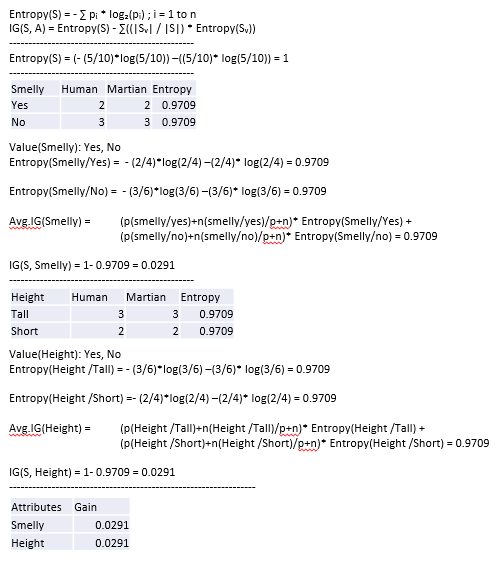 Entropy(S) = - ∑ pᵢ * log₂(pᵢ) ; i = 1 to n
IG(S, A) = Entropy(S) - ∑((|Sᵥ| / |S|) * Entropy(Sᵥ))
------------------------------------------------
Entropy(S) = (- (5/10)*log(5/10)) –((5/10)* log(5/10)) = 1
------------------------------------------------
Smelly Human Martian Entropy
Yes 2 2 0.9709
No 3 3 0.9709
Value(Smelly): Yes, No
Entropy(Smelly/Yes) = - (2/4)*log(2/4) –(2/4)* log(2/4) = 0.9709
Entropy(Smelly/No) = - (3/6)*log(3/6) –(3/6)* log(3/6) = 0.9709
Avg.IG(Smelly) = (p(smelly/yes)+n(smelly/yes)/p+n)* Entropy(Smelly/Yes) +
(p(smelly/no)+n(smelly/no)/p+n)* Entropy(Smelly/no) = 0.9709
IG(S, Smelly) = 1- 0.9709 = 0.0291
------------------------------------------------
Height Human Martian Entropy
Tall 3 3 0.9709
Short 2 2 0.9709
Value(Height): Yes, No
Entropy(Height /Tall) = - (3/6)*log(3/6) –(3/6)* log(3/6) = 0.9709
Entropy(Height /Short) =- (2/4)*log(2/4) –(2/4)* log(2/4) = 0.9709
Avg.IG(Height) = (p(Height /Tall)+n(Height /Tall)/p+n)* Entropy(Height /Tall) +
(p(Height /Short)+n(Height /Short)/p+n)* Entropy(Height /Short) = 0.9709
IG(S, Height) = 1- 0.9709 = 0.0291
----------------------------------------------------------------
Attributes Gain
Smelly 0.0291
Height 0.0291